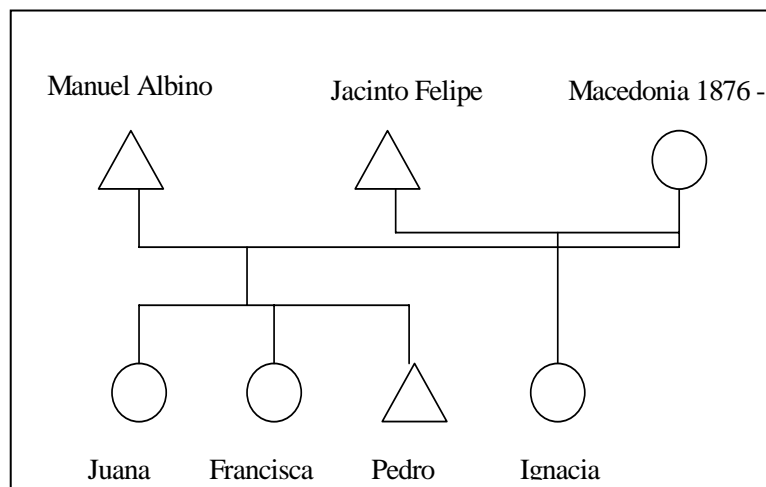 Manuel Albino Jacinto Felipe Macedonia 1876 -
Juana Francisca Pedro Ignacia